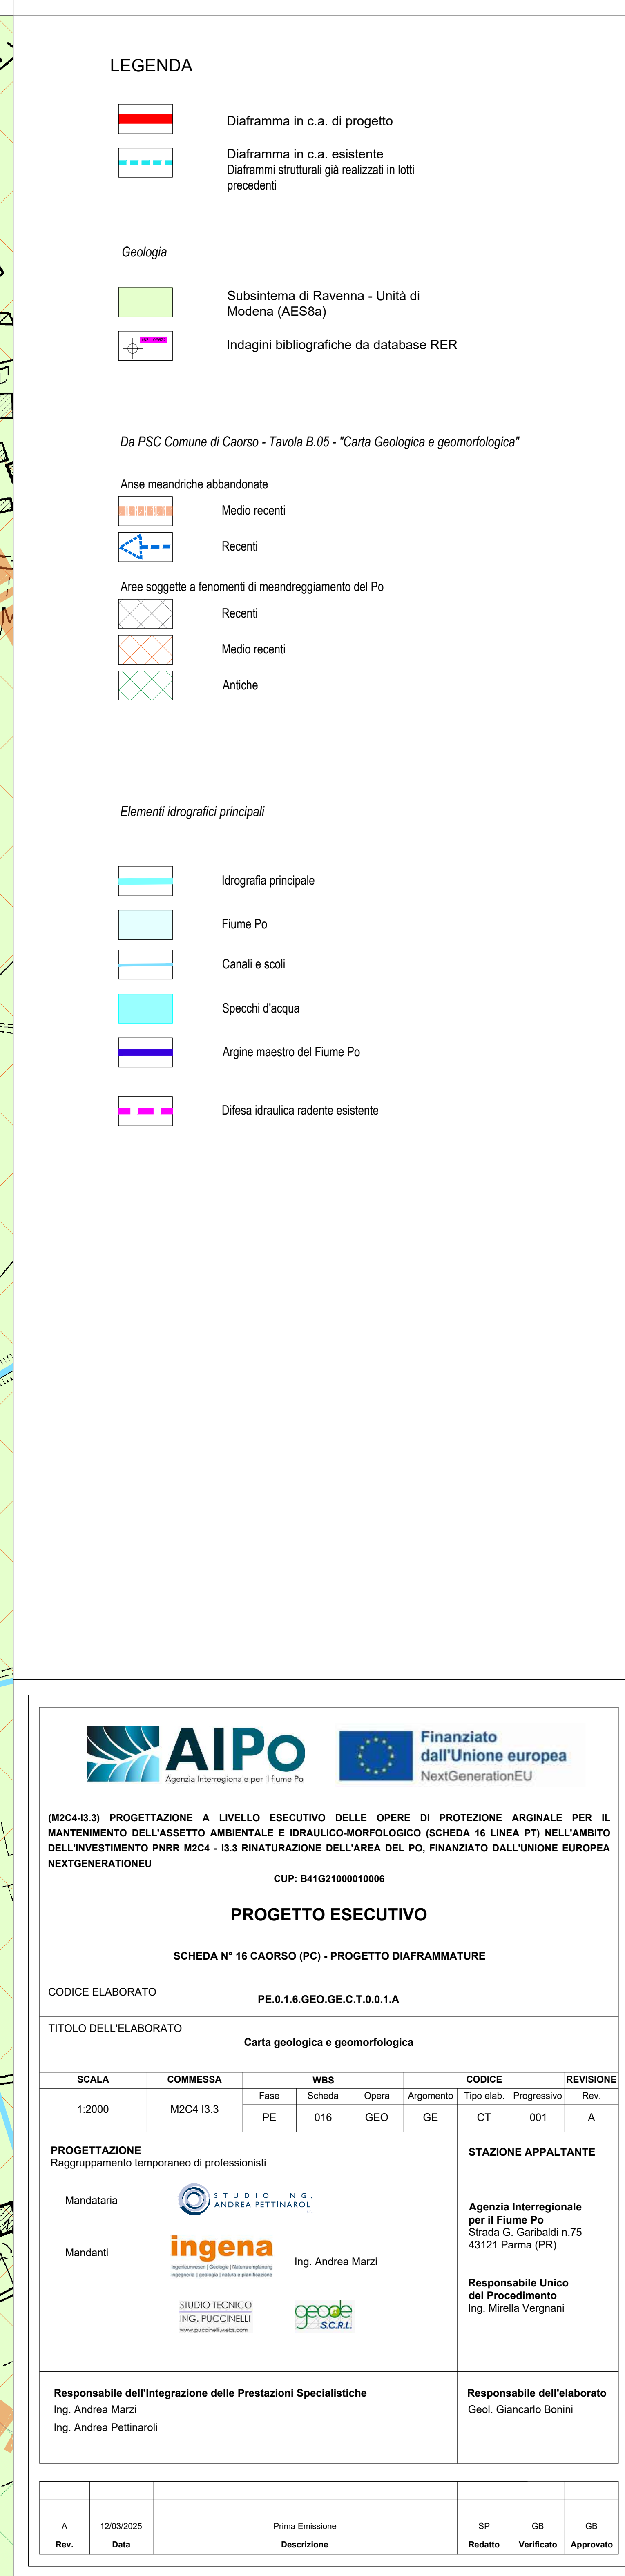 LEGENDA
Diaframma in c.a. di progetto
Diaframma in c.a. esistente
Diaframmi strutturali già realizzati in lotti
precedenti
Geologia
Subsintema di Ravenna - Unità di
Modena (AES8a)
Indagini bibliografiche da database RER
Da PSC Comune di Caorso - Tavola B.05 - "Carta Geologica e geomorfologica"
Anse meandriche abbandonate
Medio recenti
Recenti
Aree soggette a fenomenti di meandreggiamento del Po
Recenti
Medio recenti
Antiche
Elementi idrografici principali
Idrografia principale
Fiume Po
Canali e scoli
Specchi d'acqua
Argine maestro del Fiume Po
Difesa idraulica radente esistente
AIPo
Agenzia Interregionale per il fiume Po
Finanziato
dall'Unione europea
NextGenerationEU
(M2C4-I3.3) PROGETTAZIONE A LIVELLO ESECUTIVO DELLE OPERE DI PROTEZIONE ARGINALE PER IL
MANTENIMENTO DELL'ASSETTO AMBIENTALE E IDRAULICO-MORFOLOGICO (SCHEDA 16 LINEA PT) NELL'AMBITO
DELL'INVESTIMENTO PNRR M2C4 - I3.3 RINATURAZIONE DELL'AREA DEL PO, FINANZIATO DALL'UNIONE EUROPEA
NEXTGENERATIONEU
CUP: B41G21000010006
PROGETTO ESECUTIVO
SCHEDA N° 16 CAORSO (PC) - PROGETTO DIAFRAMMATURE
CODICE ELABORATO
PE.0.1.6.GEO.GE.C.T.0.0.1.A
TITOLO DELL'ELABORATO
Carta geologica e geomorfologica
SCALA COMMESSA WBS CODICE REVISIONE
Fase Scheda Opera Argomento Tipo elab. Progressivo Rev.
1:2000 M2C4 I3.3 PE 016 GEO GE CT 001 A
PROGETTAZIONE
Raggruppamento temporaneo di professionisti
Mandataria
STUDIO ING.
ANDREA PETTINAROLI
Mandanti
ingena
Ingenieurwesen | Geologie | Naturraumplanung
ingegneria | geologia | natura e pianificazione
Ing. Andrea Marzi
STUDIO TECNICO
ING. PUCCINELLI
www.puccinelli.webs.com
geode
S.C.R.L.
STAZIONE APPALTANTE
Agenzia Interregionale
per il Fiume Po
Strada G. Garibaldi n.75
43121 Parma (PR)
Responsabile Unico
del Procedimento
Ing. Mirella Vergnani
Responsabile dell'Integrazione delle Prestazioni Specialistiche
Ing. Andrea Marzi
Ing. Andrea Pettinaroli
Responsabile dell'elaborato
Geol. Giancarlo Bonini
A 12/03/2025 Prima Emissione SP GB GB
Rev. Data Descrizione Redatto Verificato Approvato